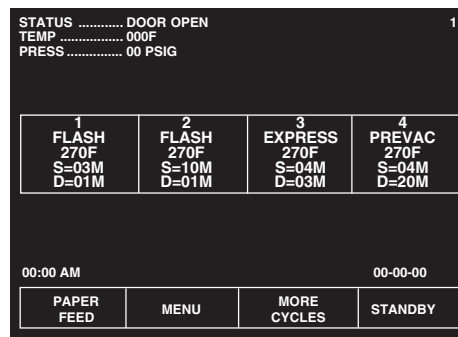 STATUS ............ DOOR OPEN 1
TEMP ................. 000F
PRESS ............... 00 PSIG
1 2 3 4
FLASH FLASH EXPRESS PREVAC
270F 270F 270F 270F
S=03M S=10M S=04M S=04M
D=01M D=01M D=03M D=20M
00:00 AM 00-00-00
PAPER FEED MENU MORE CYCLES STANDBY